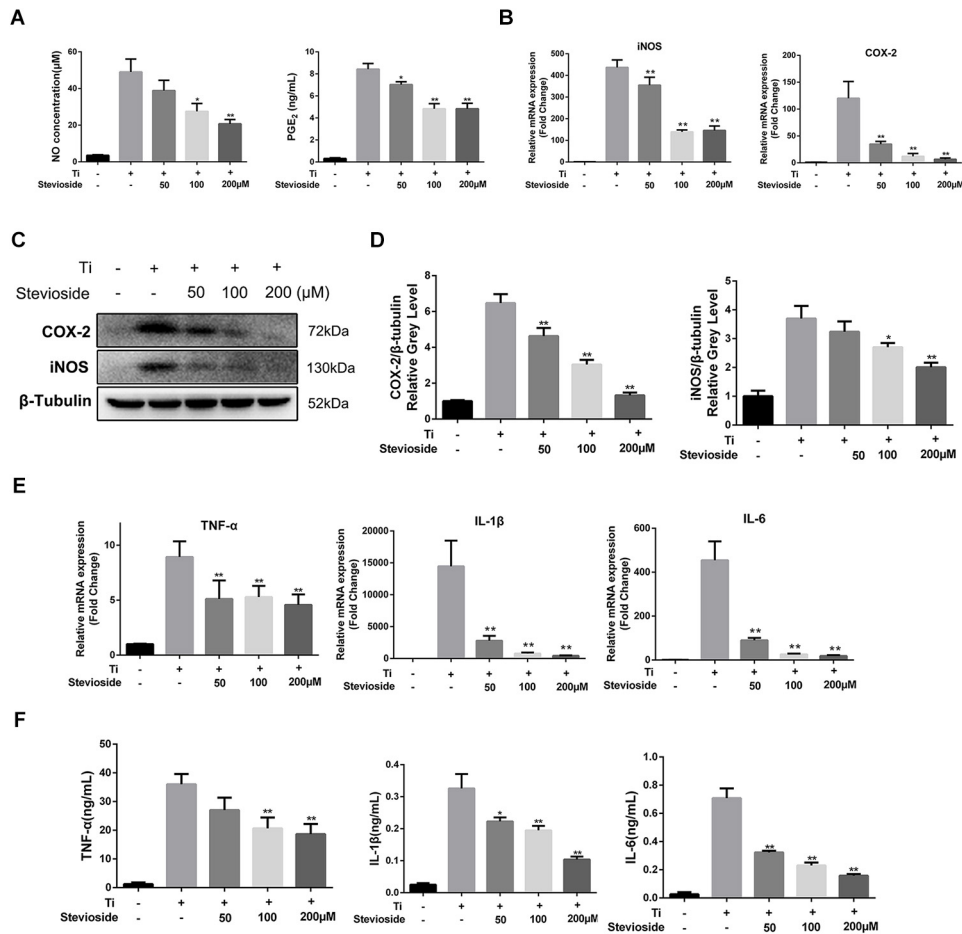 A
NO concentration(μM)
60
40
20
0
Ti - + + + +
Stevioside - - 50 100 200μM
* **
PGE2 (ng/mL)
10
8
6
4
2
0
Ti - + + + +
Stevioside - - 50 100 200μM
* ** **
B
iNOS
Relative mRNA expression
(Fold Change)
500
400
300
200
100
0
Ti - + + + +
Stevioside - - 50 100 200μM
** ** **
COX-2
Relative mRNA expression
(Fold Change)
200
150
100
50
0
Ti - + + + +
Stevioside - - 50 100 200μM
** ** **
C
Ti - + + + +
Stevioside - - 50 100 200 (μM)
COX-2 72kDa
iNOS 130kDa
β-Tubulin 52kDa
D
COX-2/β-tubulin
Relative Grey Level
8
6
4
2
0
Ti - + + + +
Stevioside - - 50 100 200μM
** ** **
iNOS/β-tubulin
Relative Grey Level
5
4
3
2
1
0
Ti - + + + +
Stevioside - - 50 100 200μM
* **
E
TNF-α
Relative mRNA expression
(Fold Change)
10
5
0
Ti - + + + +
Stevioside - - 50 100 200μM
** ** **
IL-1β
Relative mRNA expression
(Fold Change)
20000
15000
10000
5000
0
Ti - + + + +
Stevioside - - 50 100 200μM
** ** **
IL-6
Relative mRNA expression
(Fold Change)
600
400
200
0
Ti - + + + +
Stevioside - - 50 100 200μM
** ** **
F
TNF-α(ng/mL)
50
40
30
20
10
0
Ti - + + + +
Stevioside - - 50 100 200μM
** **
IL-1β(ng/mL)
0.4
0.3
0.2
0.1
0.0
Ti - + + + +
Stevioside - - 50 100 200μM
* ** **
IL-6(ng/mL)
1.0
0.8
0.6
0.4
0.2
0.0
Ti - + + + +
Stevioside - - 50 100 200μM
** ** **